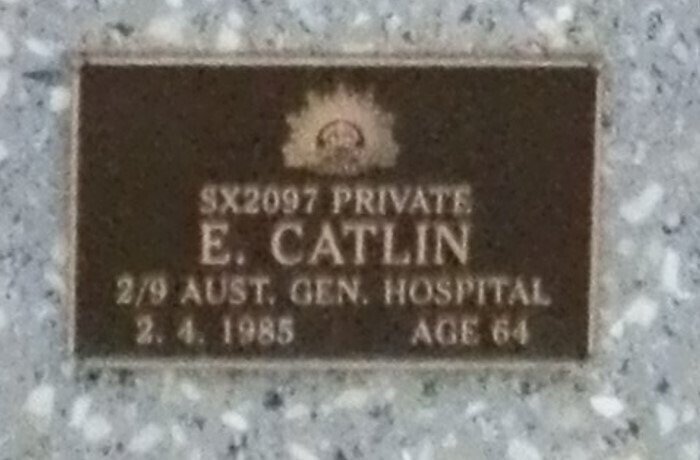 SX2097 PRIVATE
E. CATLIN
2/9 AUST. GEN. HOSPITAL
2. 4. 1985 AGE 64